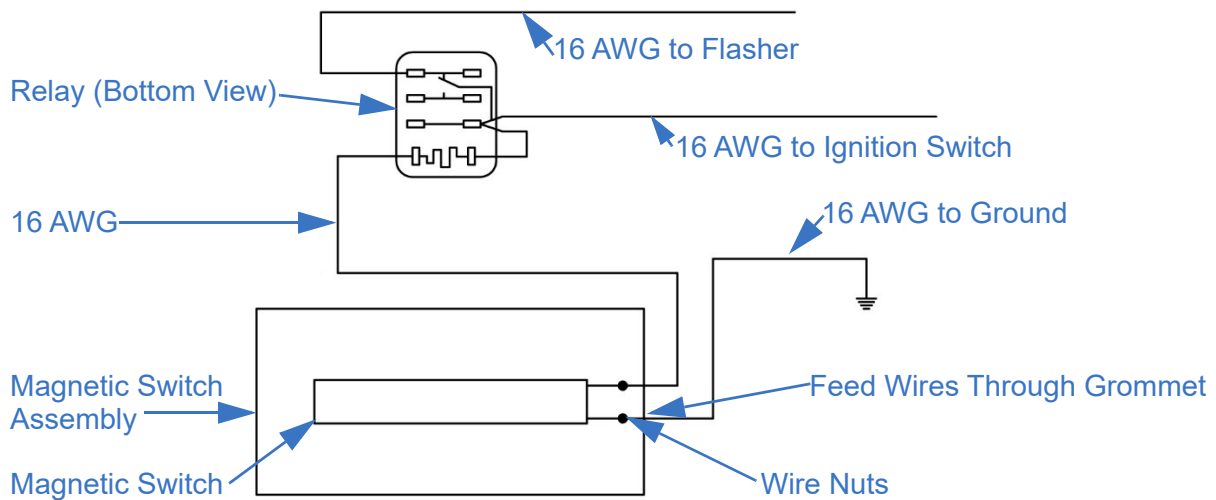 16 AWG to Flasher
Relay (Bottom View)
16 AWG to Ignition Switch
16 AWG
16 AWG to Ground
Magnetic Switch
Assembly
Feed Wires Through Grommet
Magnetic Switch
Wire Nuts